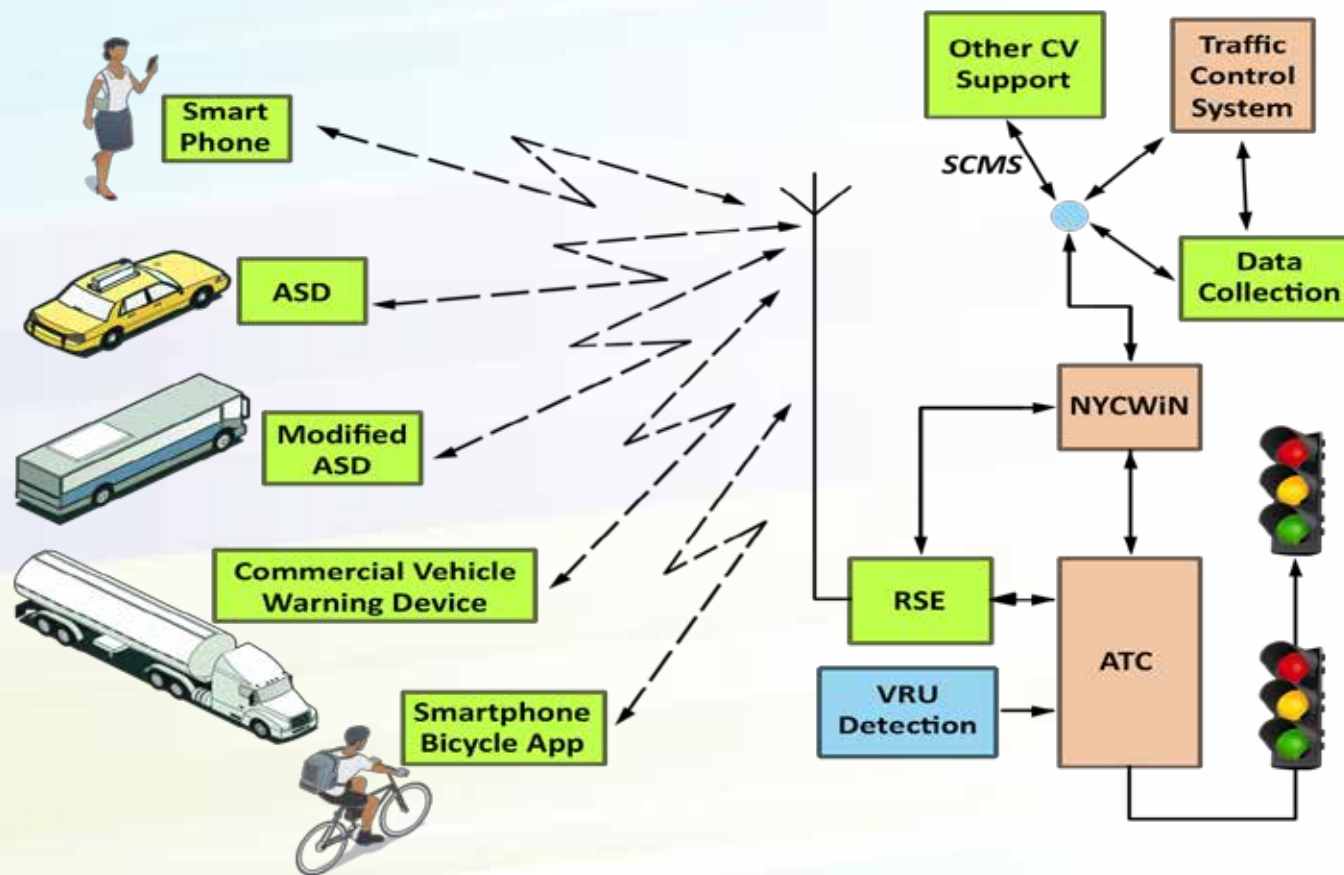 Smart
Phone
ASD
Modified
ASD
Commercial Vehicle
Warning Device
Smartphone
Bicycle App
Other CV
Support
Traffic
Control
System
SCMS
Data
Collection
NYCWiN
RSE
ATC
VRU
Detection